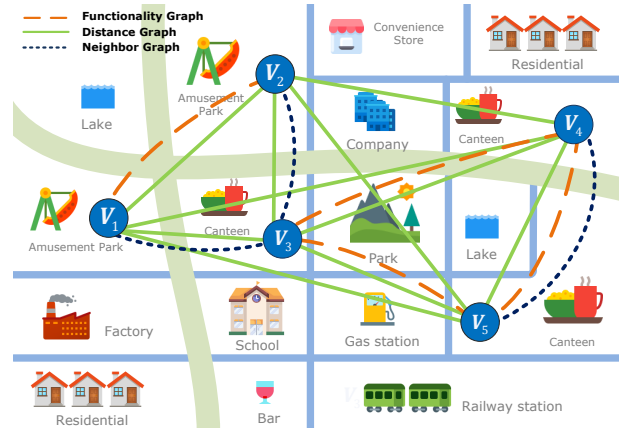 Functionality Graph
Distance Graph
Neighbor Graph
Convenience
Store
Residential
Amusement
Park
V2
Lake
Company
Canteen
V4
Amusement Park
V1
Canteen
V3
Park
Lake
Factory
School
Gas station
V5
Canteen
Residential
Bar
Railway station